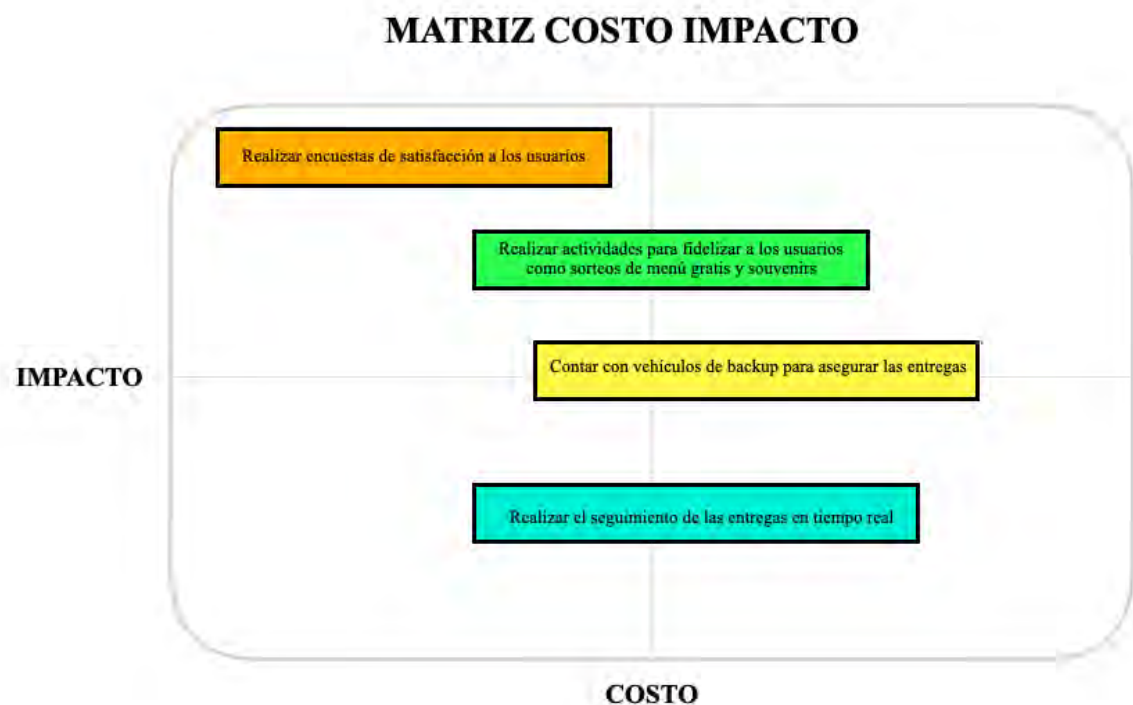 MATRIZ COSTO IMPACTO
Realizar encuestas de satisfacción a los usuarios
Realizar actividades para fidelizar a los usuarios
como sorteos de menú gratis y souvenirs
Contar con vehículos de backup para asegurar las entregas
IMPACTO
Realizar el seguimiento de las entregas en tiempo real
COSTO